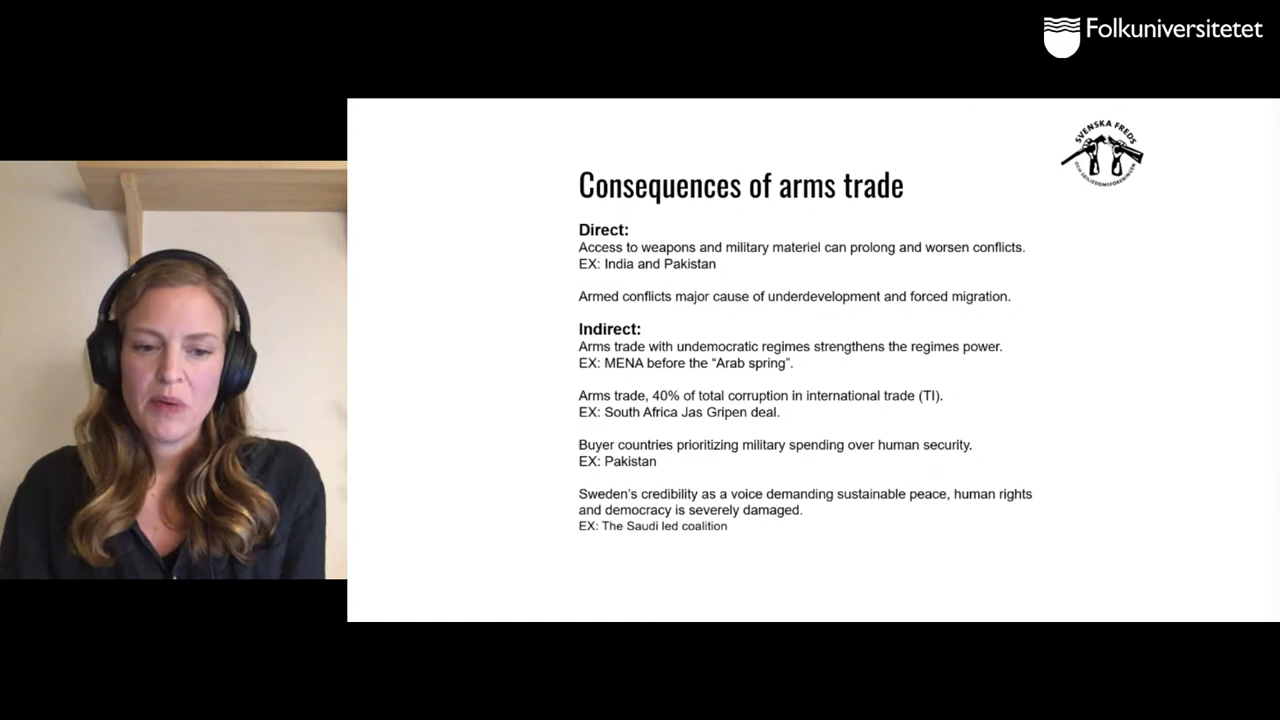 Folkuniversitetet
SVENSKA FREDS
OCH SKILJEDOMSFÖRENINGEN
Consequences of arms trade
Direct:
Access to weapons and military materiel can prolong and worsen conflicts.
EX: India and Pakistan
Armed conflicts major cause of underdevelopment and forced migration.
Indirect:
Arms trade with undemocratic regimes strengthens the regimes power.
EX: MENA before the “Arab spring”.
Arms trade, 40% of total corruption in international trade (TI).
EX: South Africa Jas Gripen deal.
Buyer countries prioritizing military spending over human security.
EX: Pakistan
Sweden’s credibility as a voice demanding sustainable peace, human rights
and democracy is severely damaged.
EX: The Saudi led coalition